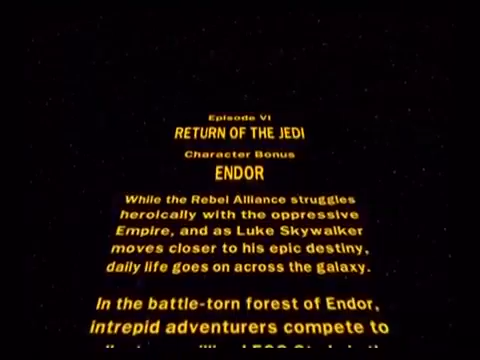 Episode VI
RETURN OF THE JEDI
Character Bonus
ENDOR
While the Rebel Alliance struggles
heroically with the oppressive
Empire, and as Luke Skywalker
moves closer to his epic destiny,
daily life goes on across the galaxy.
In the battle-torn forest of Endor,
intrepid adventurers compete to